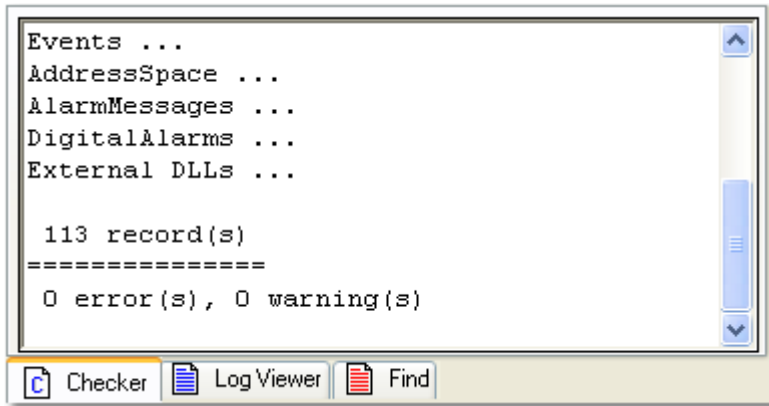 Events ...
AddressSpace ...
AlarmMessages ...
DigitalAlarms ...
External DLLs ...
113 record(s)
===============
0 error(s), 0 warning(s)
C Checker Log Viewer Find